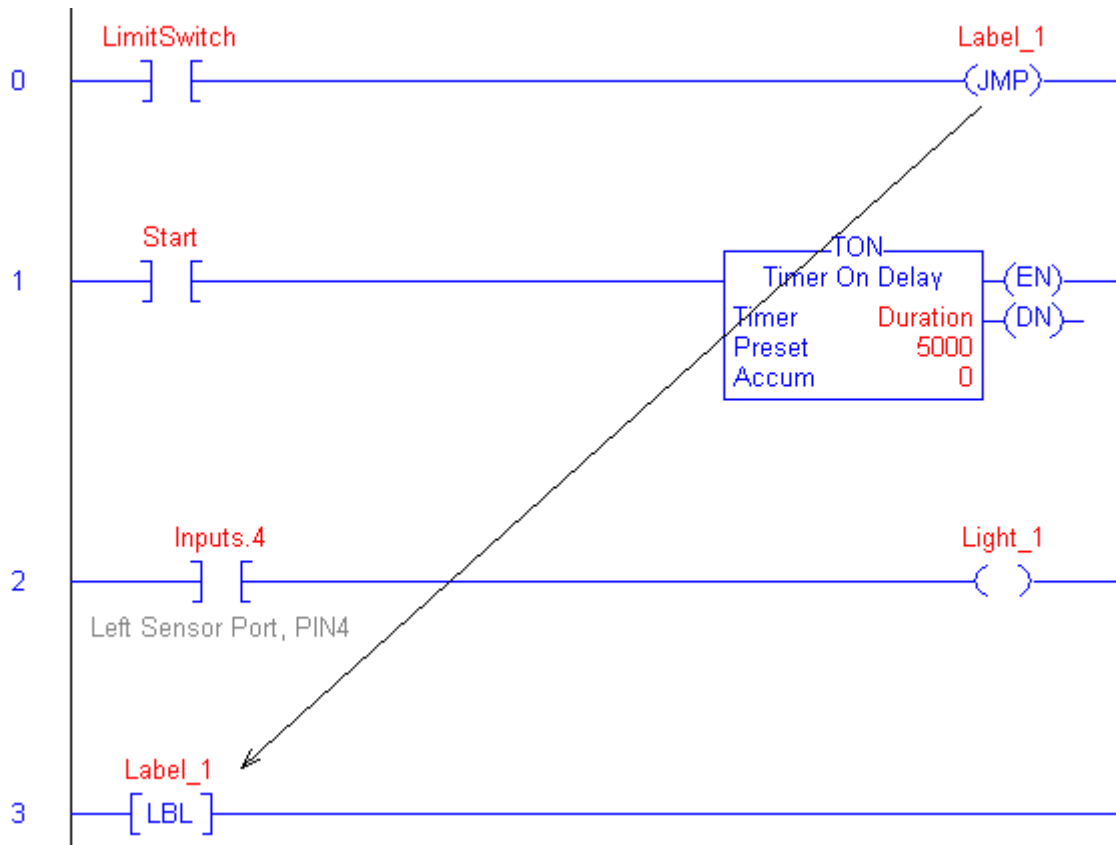 LimitSwitch Label_1
0 (JMP)
Start TON
1 Timer On Delay (EN)
Timer Duration (DN)
Preset 5000
Accum 0
Inputs.4 Light_1
2
Left Sensor Port, PIN4
Label_1
3 LBL